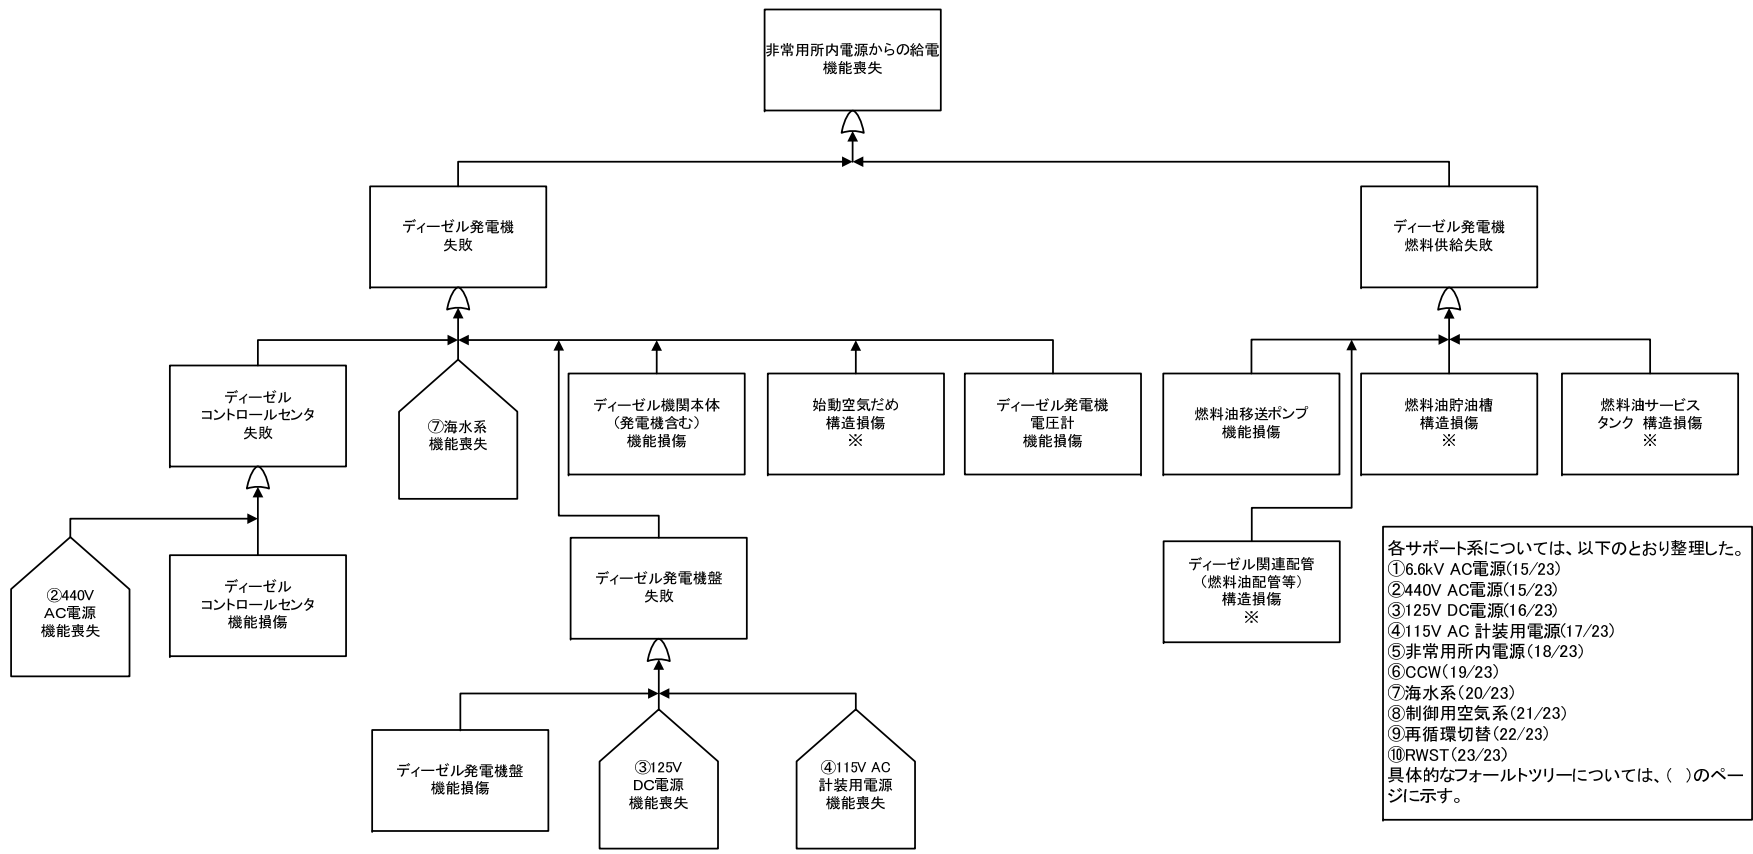 非常用所内電源からの給電
機能喪失
ディーゼル発電機
失敗
ディーゼル発電機
燃料供給失敗
ディーゼル
コントロールセンタ
失敗
⑦海水系
機能喪失
ディーゼル機関本体
（発電機含む）
機能損傷
始動空気だめ
構造損傷
※
ディーゼル発電機
電圧計
機能損傷
燃料油移送ポンプ
機能損傷
燃料油貯油槽
構造損傷
※
燃料油サービス
タンク 構造損傷
※
②440V
AC電源
機能喪失
ディーゼル
コントロールセンタ
機能損傷
ディーゼル発電機盤
失敗
ディーゼル関連配管
（燃料油配管等）
構造損傷
※
ディーゼル発電機盤
機能損傷
③125V
DC電源
機能喪失
④115V AC
計装用電源
機能喪失
各サポート系については、以下のとおり整理した。
①6.6kV AC電源(15/23)
②440V AC電源(15/23)
③125V DC電源(16/23)
④115V AC 計装用電源(17/23)
⑤非常用所内電源(18/23)
⑥CCW(19/23)
⑦海水系(20/23)
⑧制御用空気系(21/23)
⑨再循環切替(22/23)
⑩RWST(23/23)
具体的なフォールトツリーについては、（ ）のペー
ジに示す。